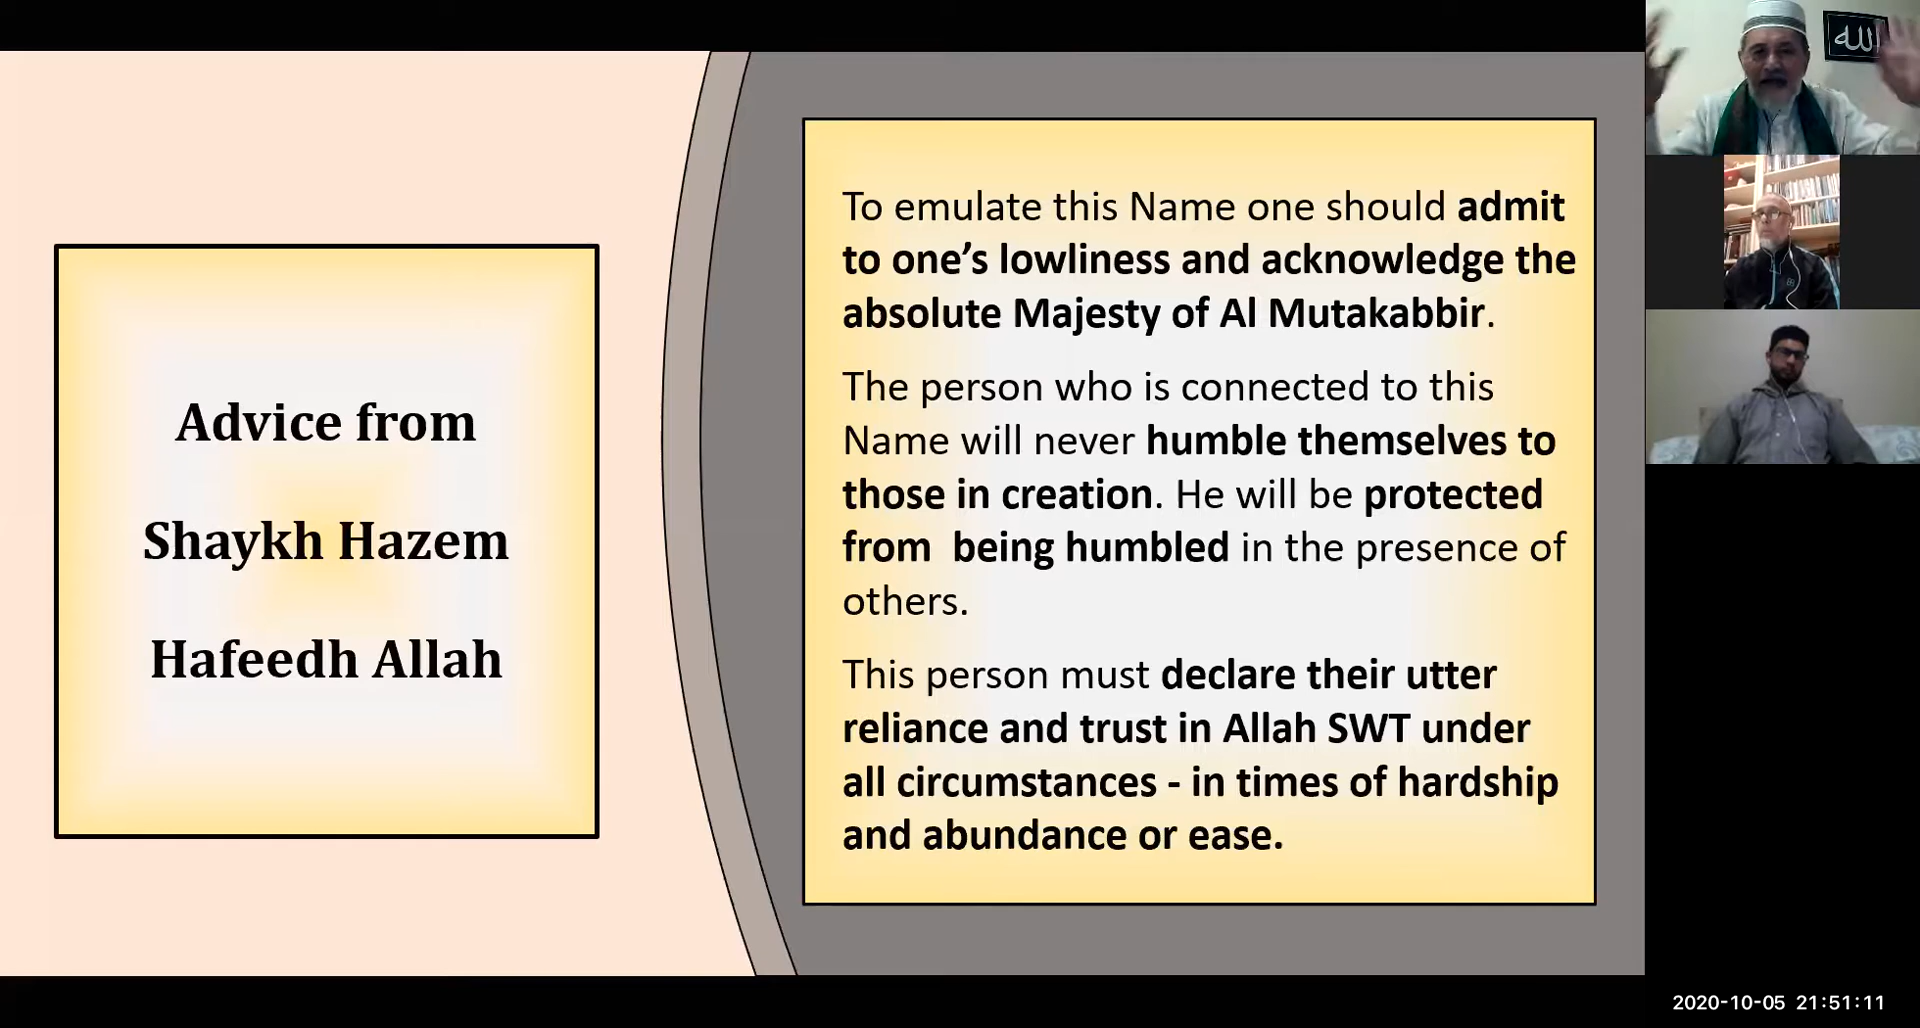 Advice from
Shaykh Hazem
Hafeedh Allah
To emulate this Name one should admit
to one’s lowliness and acknowledge the
absolute Majesty of Al Mutakabbir.
The person who is connected to this
Name will never humble themselves to
those in creation. He will be protected
from  being humbled in the presence of
others.
This person must declare their utter
reliance and trust in Allah SWT under
all circumstances - in times of hardship
and abundance or ease.
الله
2020-10-05 21:51:11